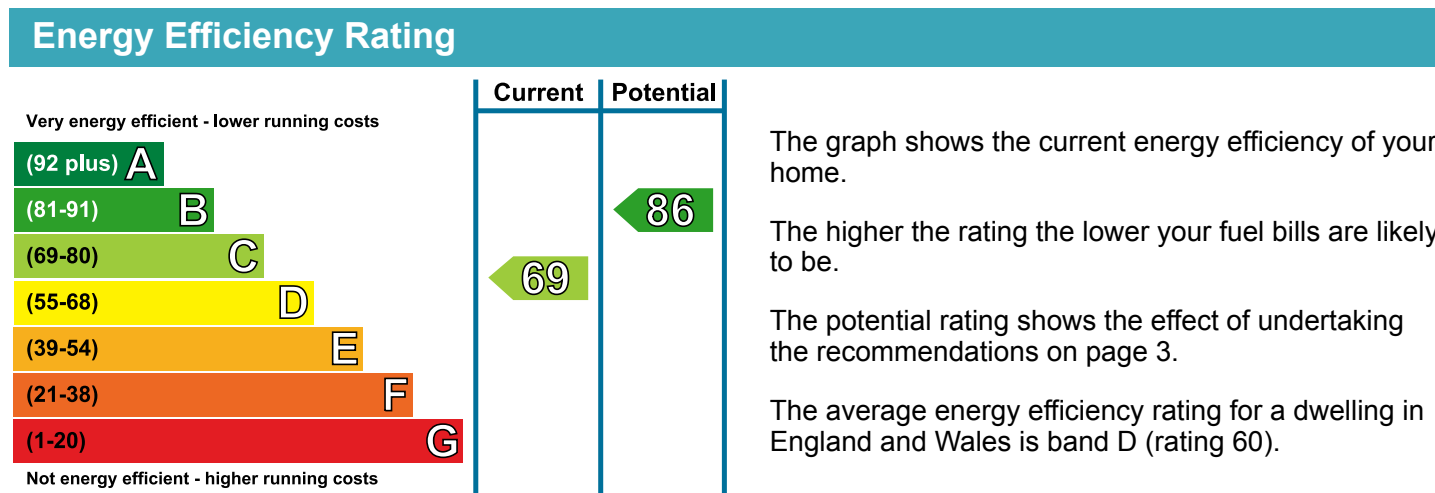 Energy Efficiency Rating
Current Potential
Very energy efficient - lower running costs
(92 plus) A
(81-91) B
86
(69-80) C
69
(55-68) D
(39-54) E
(21-38) F
(1-20) G
Not energy efficient - higher running costs
The graph shows the current energy efficiency of your
home.
The higher the rating the lower your fuel bills are likely
to be.
The potential rating shows the effect of undertaking
the recommendations on page 3.
The average energy efficiency rating for a dwelling in
England and Wales is band D (rating 60).